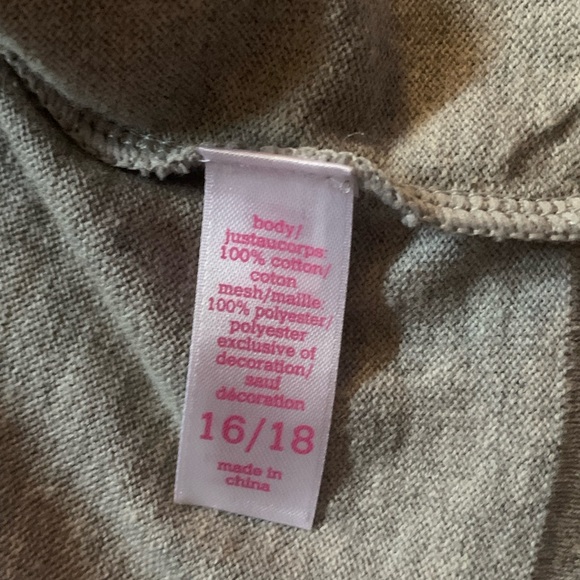 body/
justaucorps:
100% cotton/
coton
mesh/maille:
100% polyester/
polyester
exclusive of
decoration/
sauf
décoration
16/18
made in
china